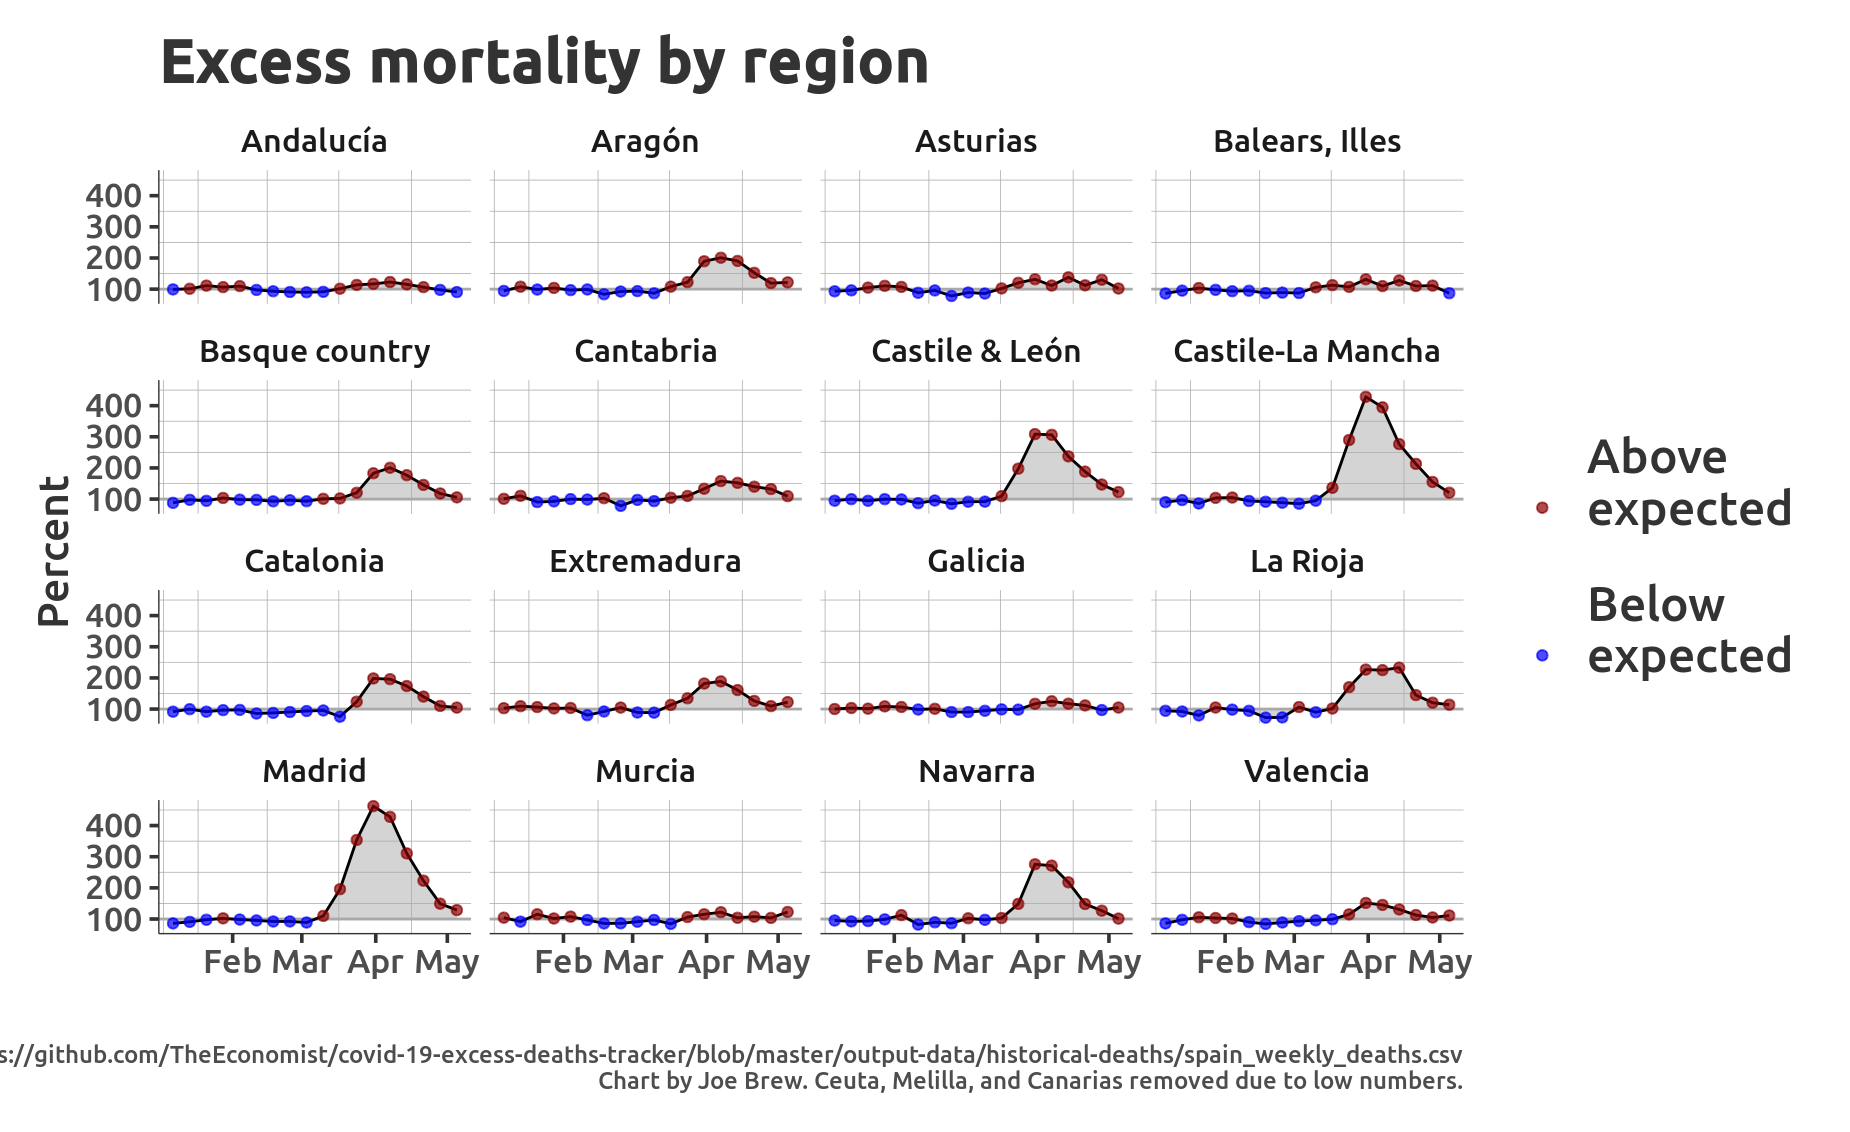 Excess mortality by region
Andalucía Aragón Asturias Balears, Illes
400
300
200
100
Basque country Cantabria Castile & León Castile-La Mancha
400
300
200
100
Catalonia Extremadura Galicia La Rioja
400
300
200
100
Madrid Murcia Navarra Valencia
400
300
200
100
Feb Mar Apr May Feb Mar Apr May Feb Mar Apr May Feb Mar Apr May
Percent
Above
expected
Below
expected
s://github.com/TheEconomist/covid-19-excess-deaths-tracker/blob/master/output-data/historical-deaths/spain_weekly_deaths.csv
Chart by Joe Brew. Ceuta, Melilla, and Canarias removed due to low numbers.